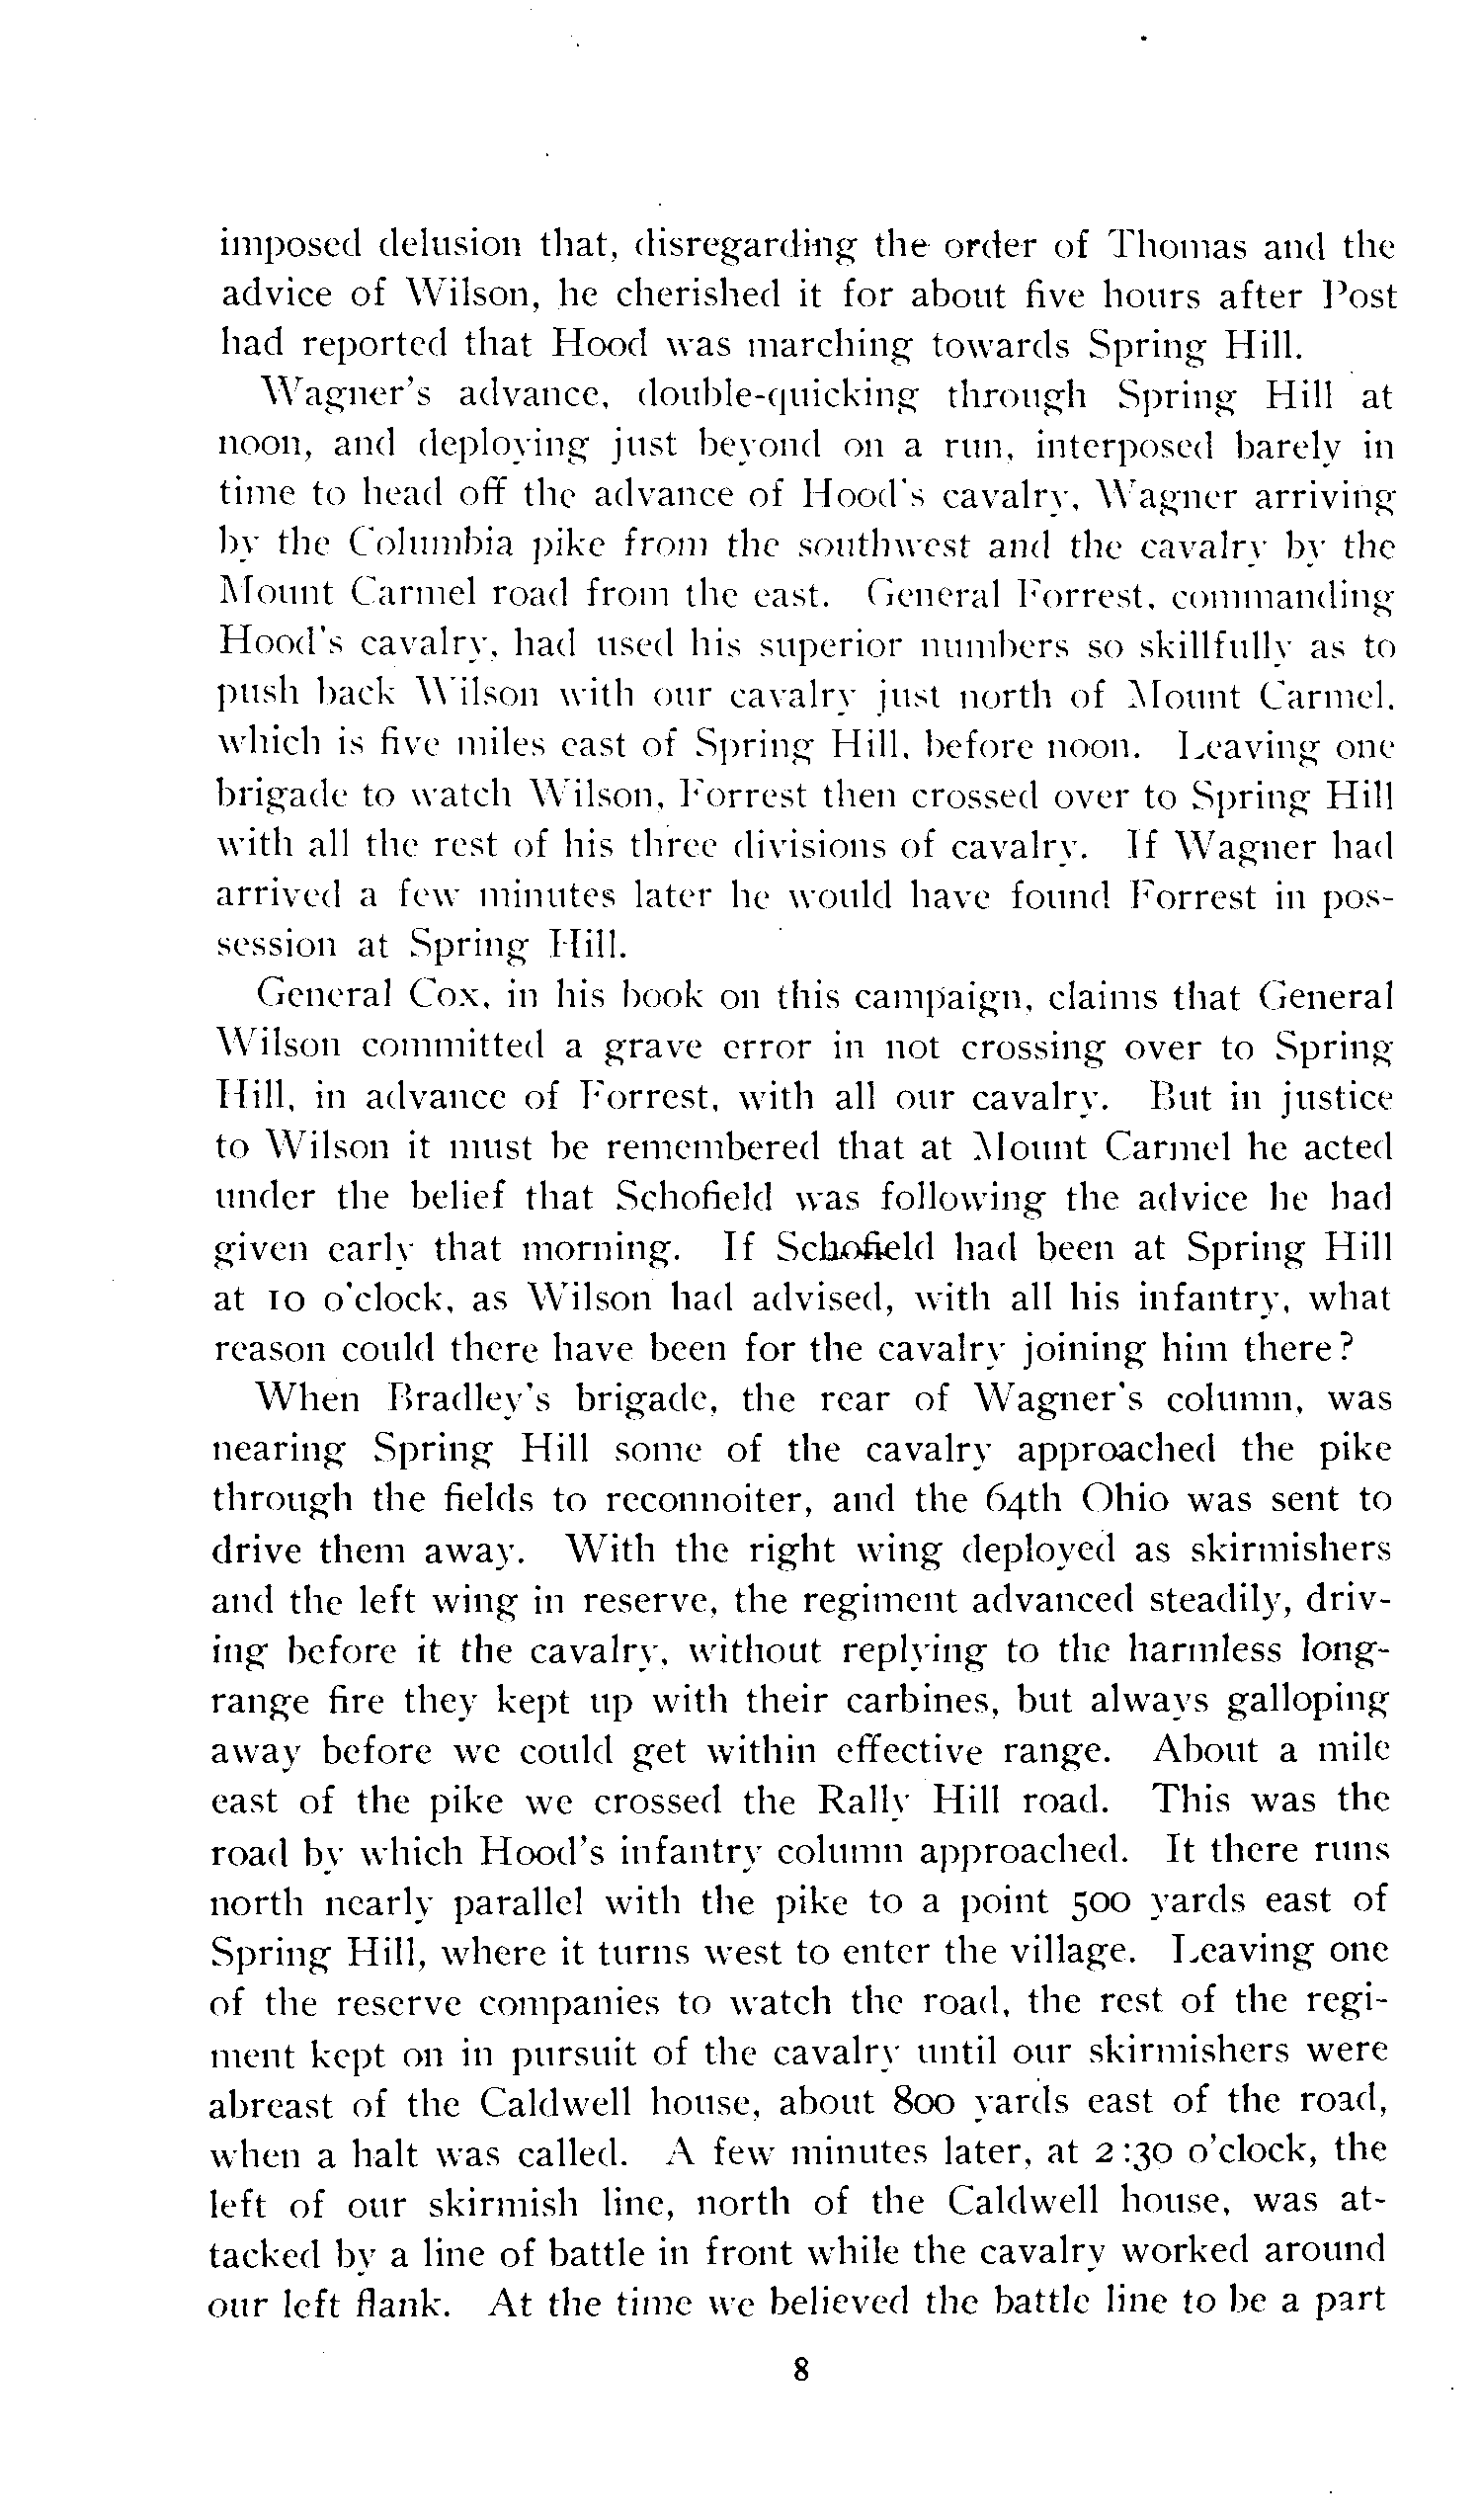 imposed delusion that, disregarding the order of Thomas and the
advice of Wilson, he cherished it for about five hours after Post
had reported that Hood was marching towards Spring Hill.
Wagner's advance, double-quicking through Spring Hill at
noon, and deploying just beyond on a run, interposed barely in
time to head off the advance of Hood's cavalry, Wagner arriving
by the Columbia pike from the southwest and the cavalry by the
Mount Carmel road from the east. General Forrest, commanding
Hood's cavalry, had used his superior numbers so skillfully as to
push back Wilson with our cavalry just north of Mount Carmel,
which is five miles east of Spring Hill, before noon. Leaving one
brigade to watch Wilson, Forrest then crossed over to Spring Hill
with all the rest of his three divisions of cavalry. If Wagner had
arrived a few minutes later he would have found Forrest in pos-
session at Spring Hill.
General Cox, in his book on this campaign, claims that General
Wilson committed a grave error in not crossing over to Spring
Hill, in advance of Forrest, with all our cavalry. But in justice
to Wilson it must be remembered that at Mount Carmel he acted
under the belief that Schofield was following the advice he had
given early that morning. If Schofield had been at Spring Hill
at 10 o'clock, as Wilson had advised, with all his infantry, what
reason could there have been for the cavalry joining him there?
When Bradley's brigade, the rear of Wagner's column, was
nearing Spring Hill some of the cavalry approached the pike
through the fields to reconnoiter, and the 64th Ohio was sent to
drive them away. With the right wing deployed as skirmishers
and the left wing in reserve, the regiment advanced steadily, driv-
ing before it the cavalry, without replying to the harmless long-
range fire they kept up with their carbines, but always galloping
away before we could get within effective range. About a mile
east of the pike we crossed the Rally Hill road. This was the
road by which Hood's infantry column approached. It there runs
north nearly parallel with the pike to a point 500 yards east of
Spring Hill, where it turns west to enter the village. Leaving one
of the reserve companies to watch the road, the rest of the regi-
ment kept on in pursuit of the cavalry until our skirmishers were
abreast of the Caldwell house, about 800 yards east of the road,
when a halt was called. A few minutes later, at 2:30 o'clock, the
left of our skirmish line, north of the Caldwell house, was at-
tacked by a line of battle in front while the cavalry worked around
our left flank. At the time we believed the battle line to be a part
8